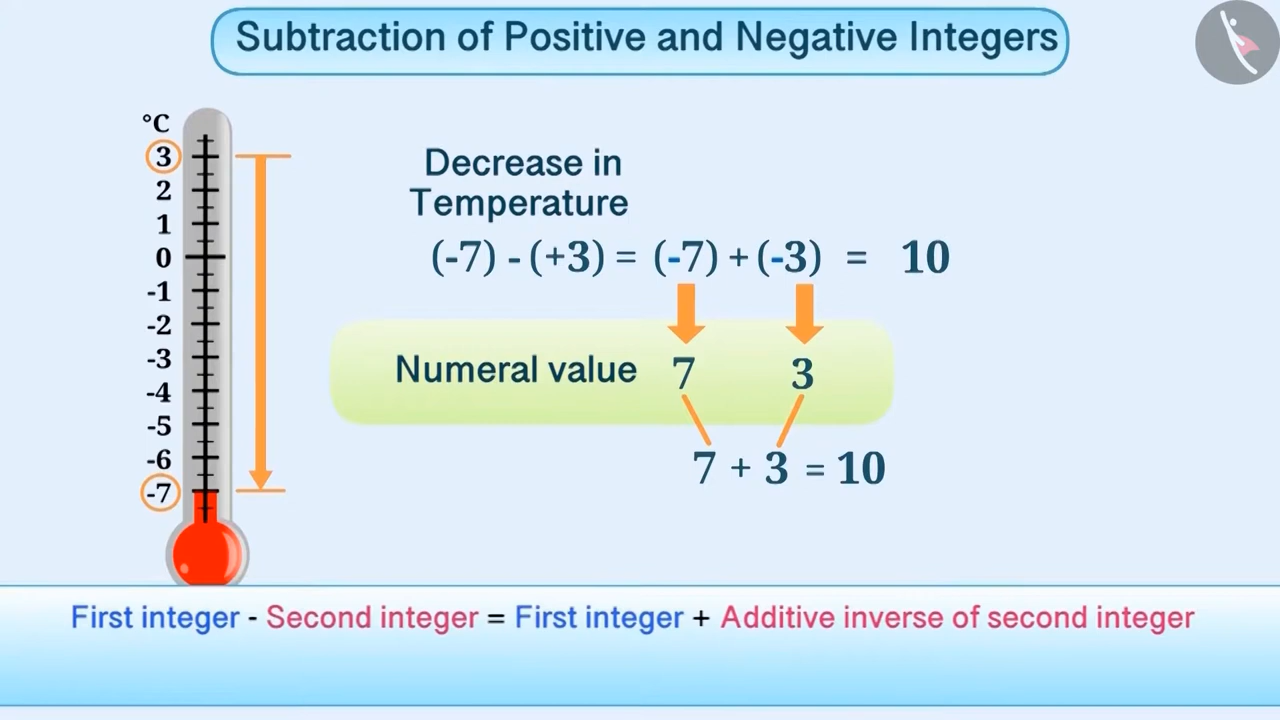 Subtraction of Positive and Negative Integers
°C
3
2
1
0
-1
-2
-3
-4
-5
-6
-7
Decrease in
Temperature
(-7) - (+3) = (-7) + (-3) = 10
Numeral value 7 3
7 + 3 = 10
First integer - Second integer = First integer + Additive inverse of second integer